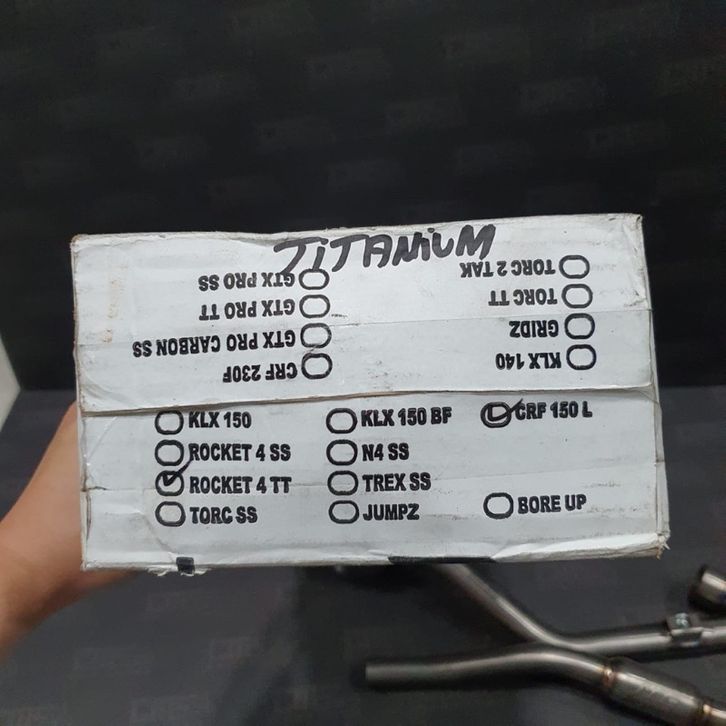 TiTANiUM
GTX PRO SS
TORC 2 TAK
GTX PRO TT
TORC TT
GTX PRO CARBON SS
GRIDZ
CRF 230F
KLX 140
KLX 150
KLX 150 BF
CRF 150 L
ROCKET 4 SS
N4 SS
ROCKET 4 TT
TREX SS
TORC SS
JUMPZ
BORE UP